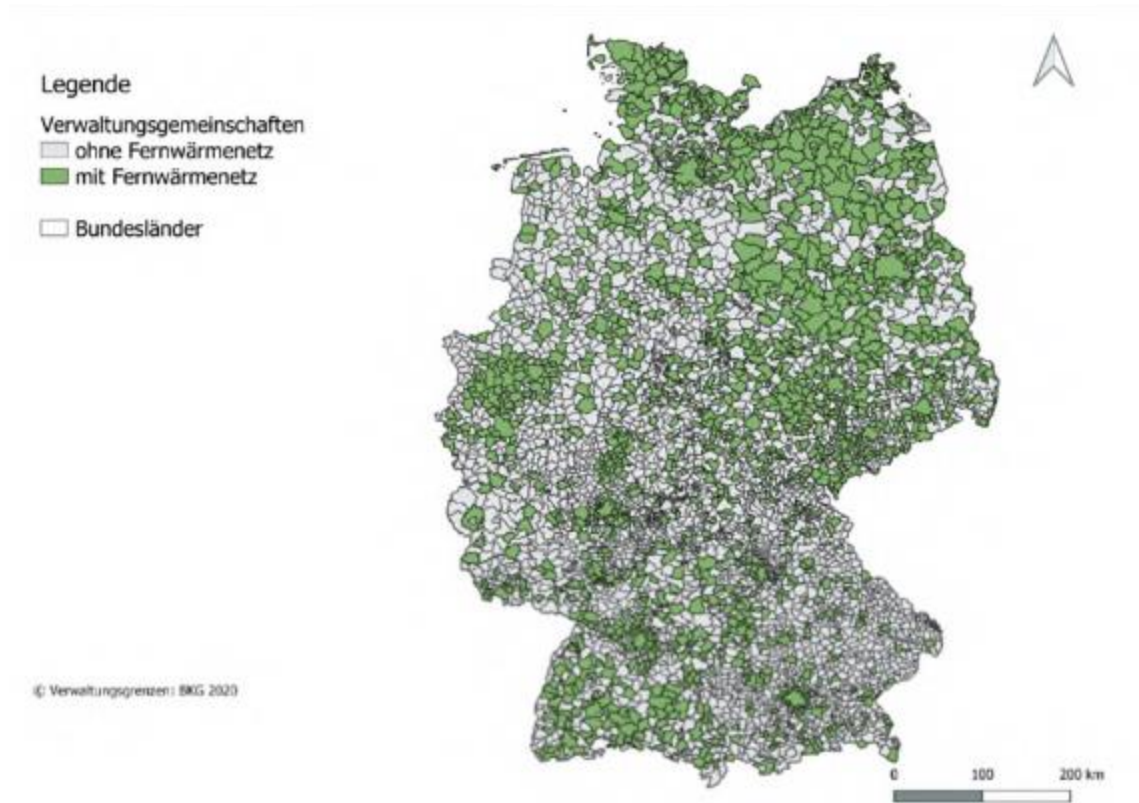 Legende
Verwaltungsgemeinschaften
ohne Fernwärmenetz
mit Fernwärmenetz
Bundesländer
© Verwaltungsgrenzen: BKG 2020
0 100 200 km